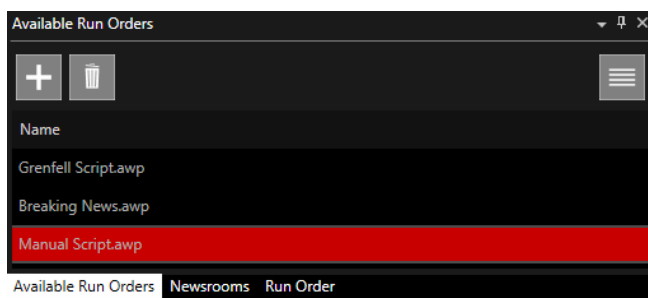 Available Run Orders
Name
Grenfell Script.awp
Breaking News.awp
Manual Script.awp
Available Run Orders Newsrooms Run Order